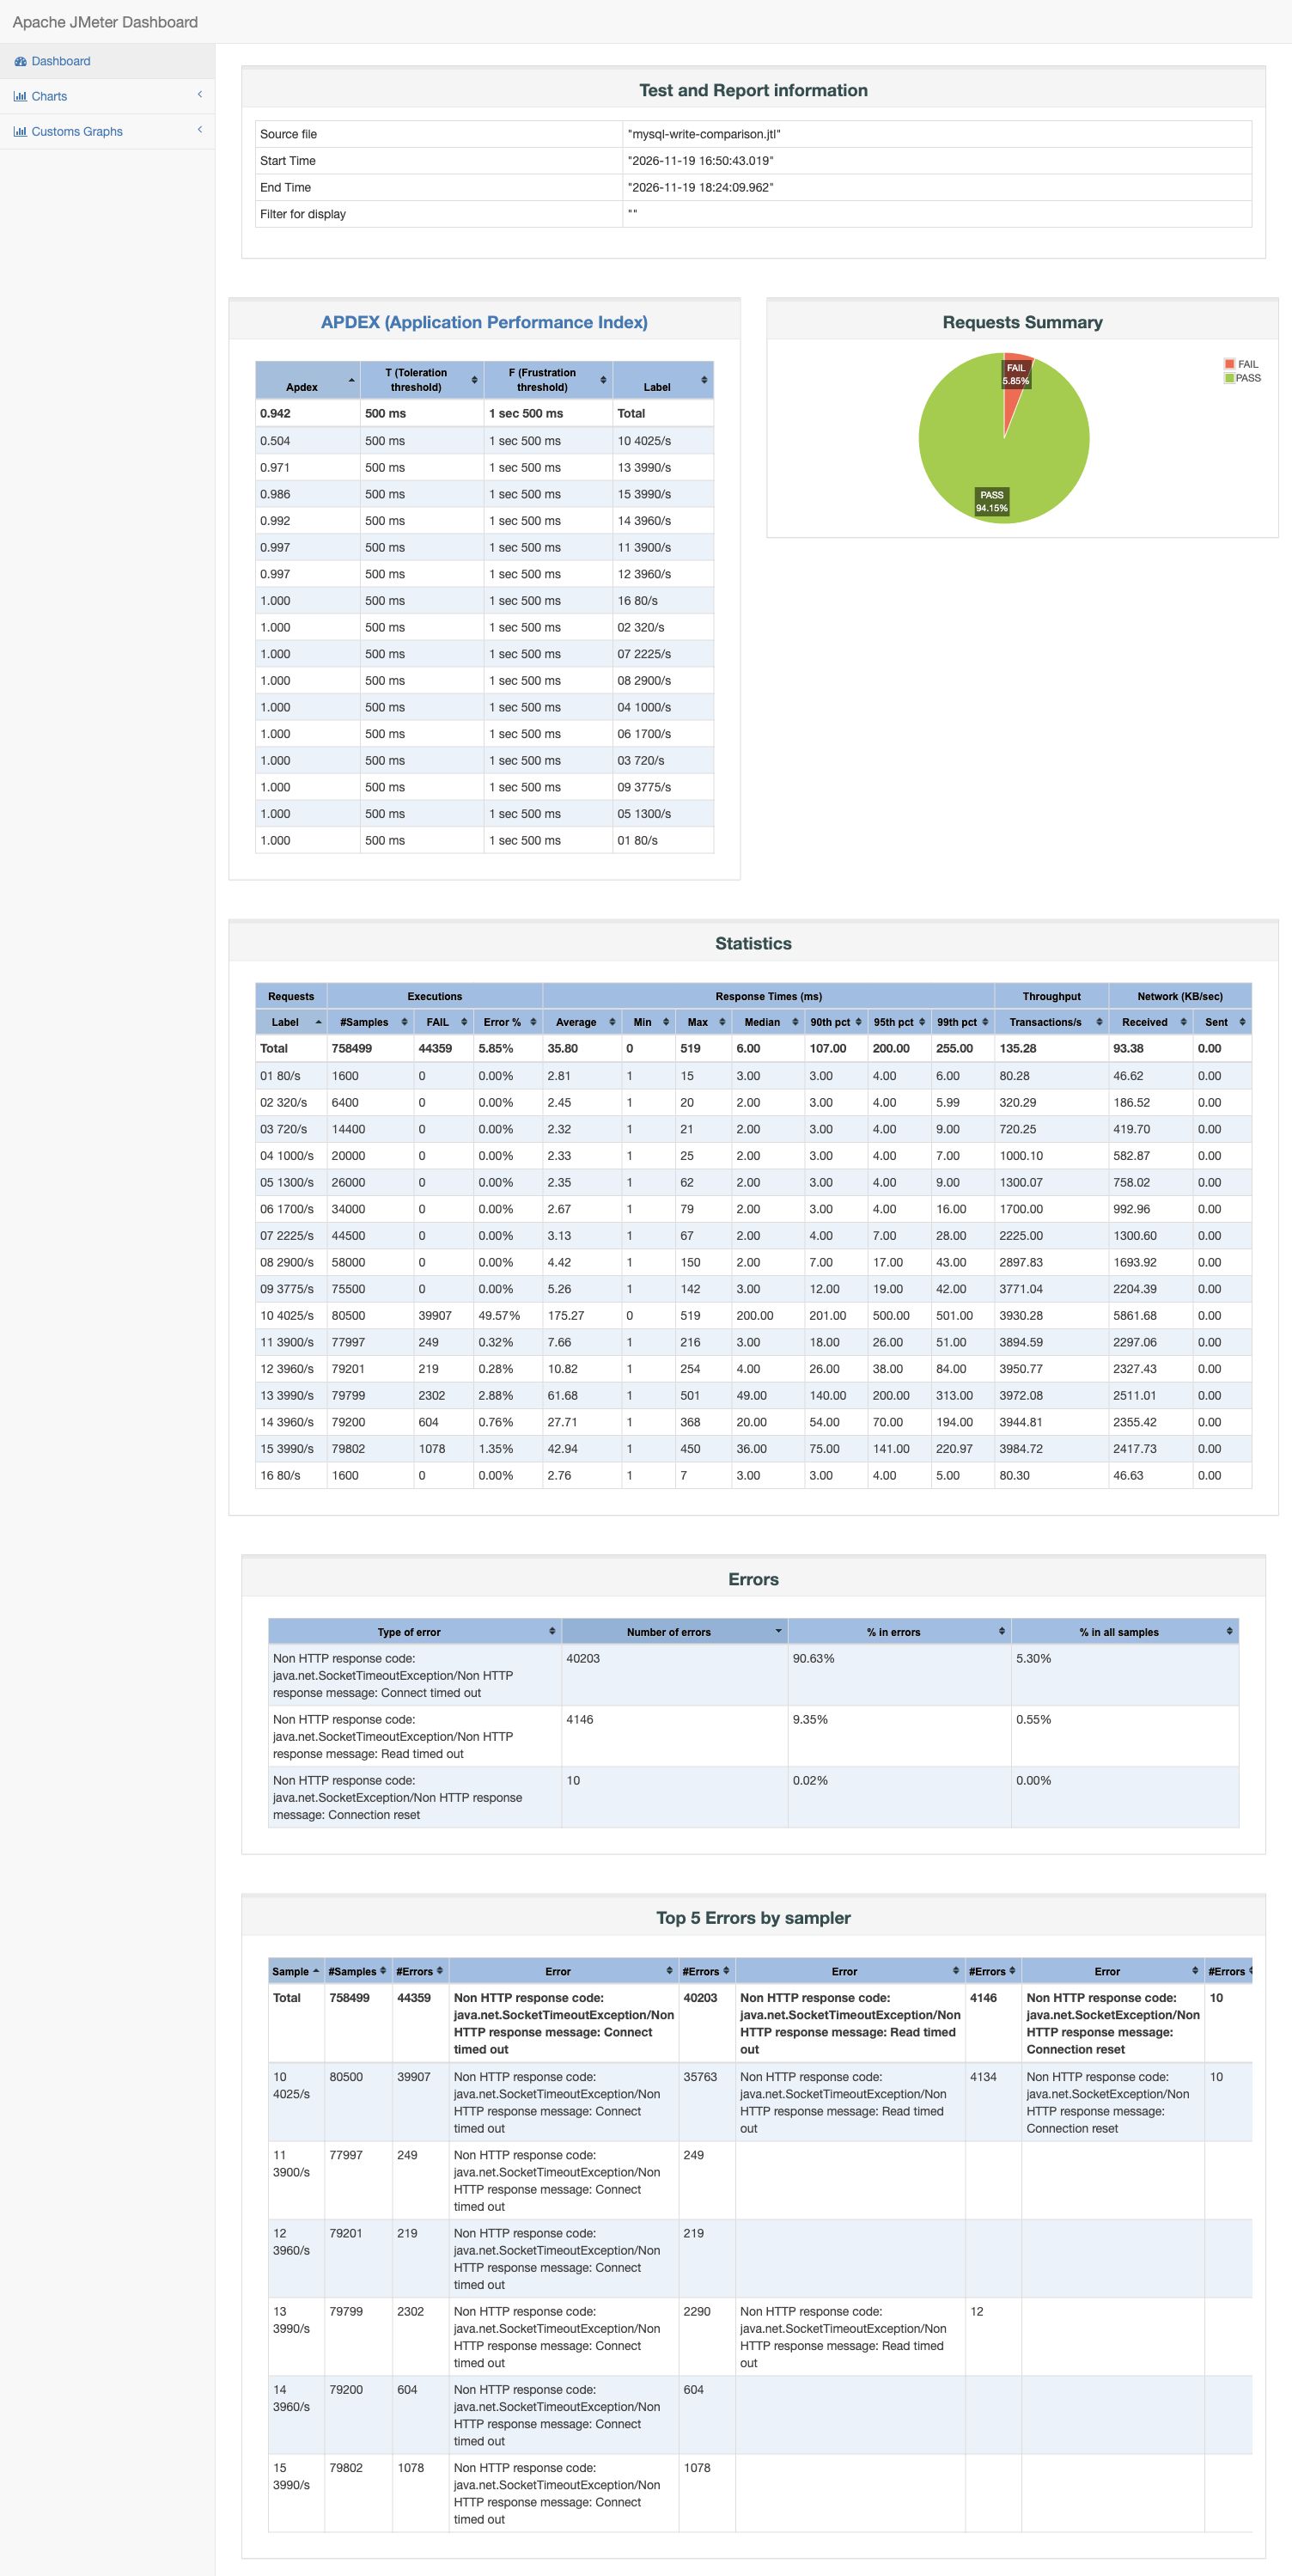 Apache JMeter Dashboard
Dashboard
Charts
Customs Graphs
Test and Report information
Source file "mysql-write-comparison.jtl"
Start Time "2026-11-19 16:50:43.019"
End Time "2026-11-19 18:24:09.962"
Filter for display ""
APDEX (Application Performance Index)
Apdex T (Toleration threshold) F (Frustration threshold) Label
0.942 500 ms 1 sec 500 ms Total
0.504 500 ms 1 sec 500 ms 10 4025/s
0.971 500 ms 1 sec 500 ms 13 3990/s
0.986 500 ms 1 sec 500 ms 15 3990/s
0.992 500 ms 1 sec 500 ms 14 3960/s
0.997 500 ms 1 sec 500 ms 11 3900/s
0.997 500 ms 1 sec 500 ms 12 3960/s
1.000 500 ms 1 sec 500 ms 16 80/s
1.000 500 ms 1 sec 500 ms 02 320/s
1.000 500 ms 1 sec 500 ms 07 2225/s
1.000 500 ms 1 sec 500 ms 08 2900/s
1.000 500 ms 1 sec 500 ms 04 1000/s
1.000 500 ms 1 sec 500 ms 06 1700/s
1.000 500 ms 1 sec 500 ms 03 720/s
1.000 500 ms 1 sec 500 ms 09 3775/s
1.000 500 ms 1 sec 500 ms 05 1300/s
1.000 500 ms 1 sec 500 ms 01 80/s
Requests Summary
FAIL
5.85%
PASS
94.15%
FAIL
PASS
Statistics
Requests Executions Response Times (ms) Throughput Network (KB/sec)
Label #Samples FAIL Error % Average Min Max Median 90th pct 95th pct 99th pct Transactions/s Received Sent
Total 758499 44359 5.85% 35.80 0 519 6.00 107.00 200.00 255.00 135.28 93.38 0.00
01 80/s 1600 0 0.00% 2.81 1 15 3.00 3.00 4.00 6.00 80.28 46.62 0.00
02 320/s 6400 0 0.00% 2.45 1 20 2.00 3.00 4.00 5.99 320.29 186.52 0.00
03 720/s 14400 0 0.00% 2.32 1 21 2.00 3.00 4.00 9.00 720.25 419.70 0.00
04 1000/s 20000 0 0.00% 2.33 1 25 2.00 3.00 4.00 7.00 1000.10 582.87 0.00
05 1300/s 26000 0 0.00% 2.35 1 62 2.00 3.00 4.00 9.00 1300.07 758.02 0.00
06 1700/s 34000 0 0.00% 2.67 1 79 2.00 3.00 4.00 16.00 1700.00 992.96 0.00
07 2225/s 44500 0 0.00% 3.13 1 67 2.00 4.00 7.00 28.00 2225.00 1300.60 0.00
08 2900/s 58000 0 0.00% 4.42 1 150 2.00 7.00 17.00 43.00 2897.83 1693.92 0.00
09 3775/s 75500 0 0.00% 5.26 1 142 3.00 12.00 19.00 42.00 3771.04 2204.39 0.00
10 4025/s 80500 39907 49.57% 175.27 0 519 200.00 201.00 500.00 501.00 3930.28 5861.68 0.00
11 3900/s 77997 249 0.32% 7.66 1 216 3.00 18.00 26.00 51.00 3894.59 2297.06 0.00
12 3960/s 79201 219 0.28% 10.82 1 254 4.00 26.00 38.00 84.00 3950.77 2327.43 0.00
13 3990/s 79799 2302 2.88% 61.68 1 501 49.00 140.00 200.00 313.00 3972.08 2511.01 0.00
14 3960/s 79200 604 0.76% 27.71 1 368 20.00 54.00 70.00 194.00 3944.81 2355.42 0.00
15 3990/s 79802 1078 1.35% 42.94 1 450 36.00 75.00 141.00 220.97 3984.72 2417.73 0.00
16 80/s 1600 0 0.00% 2.76 1 7 3.00 3.00 4.00 5.00 80.30 46.63 0.00
Errors
Type of error Number of errors % in errors % in all samples
Non HTTP response code: 40203 90.63% 5.30%
java.net.SocketTimeoutException/Non HTTP
response message: Connect timed out
Non HTTP response code: 4146 9.35% 0.55%
java.net.SocketTimeoutException/Non HTTP
response message: Read timed out
Non HTTP response code: 10 0.02% 0.00%
java.net.SocketException/Non HTTP response
message: Connection reset
Top 5 Errors by sampler
Sample #Samples #Errors Error #Errors Error #Errors Error #Errors
Total 758499 44359 Non HTTP response code: 40203 Non HTTP response code: 4146 Non HTTP response code: 10
java.net.SocketTimeoutException/Non java.net.SocketTimeoutException/Non java.net.SocketException/Non
HTTP response message: Connect HTTP response message: Read timed HTTP response message:
timed out out Connection reset
10 80500 39907 Non HTTP response code: 35763 Non HTTP response code: 4134 Non HTTP response code: 10
4025/s java.net.SocketTimeoutException/Non java.net.SocketTimeoutException/Non java.net.SocketException/Non
HTTP response message: Connect HTTP response message: Read timed HTTP response message:
timed out out Connection reset
11 77997 249 Non HTTP response code: 249
3900/s java.net.SocketTimeoutException/Non
HTTP response message: Connect
timed out
12 79201 219 Non HTTP response code: 219
3960/s java.net.SocketTimeoutException/Non
HTTP response message: Connect
timed out
13 79799 2302 Non HTTP response code: 2290 Non HTTP response code: 12
3990/s java.net.SocketTimeoutException/Non java.net.SocketTimeoutException/Non
HTTP response message: Connect HTTP response message: Read timed
timed out out
14 79200 604 Non HTTP response code: 604
3960/s java.net.SocketTimeoutException/Non
HTTP response message: Connect
timed out
15 79802 1078 Non HTTP response code: 1078
3990/s java.net.SocketTimeoutException/Non
HTTP response message: Connect
timed out